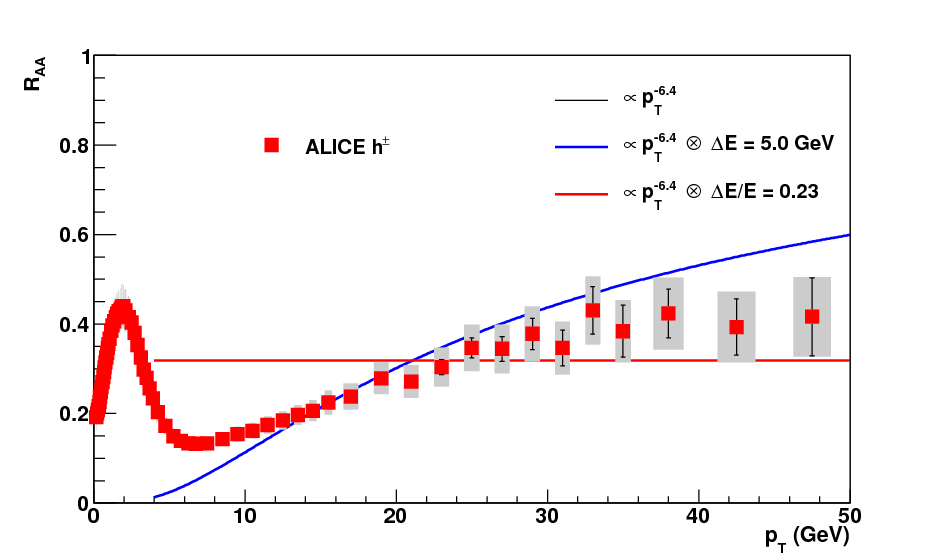 R_AA
1
0.8
0.6
0.4
0.2
0
ALICE h^±
∝ p_T^-6.4
∝ p_T^-6.4 ⊗ ΔE = 5.0 GeV
∝ p_T^-6.4 ⊗ ΔE/E = 0.23
0 10 20 30 40 50
p_T (GeV)